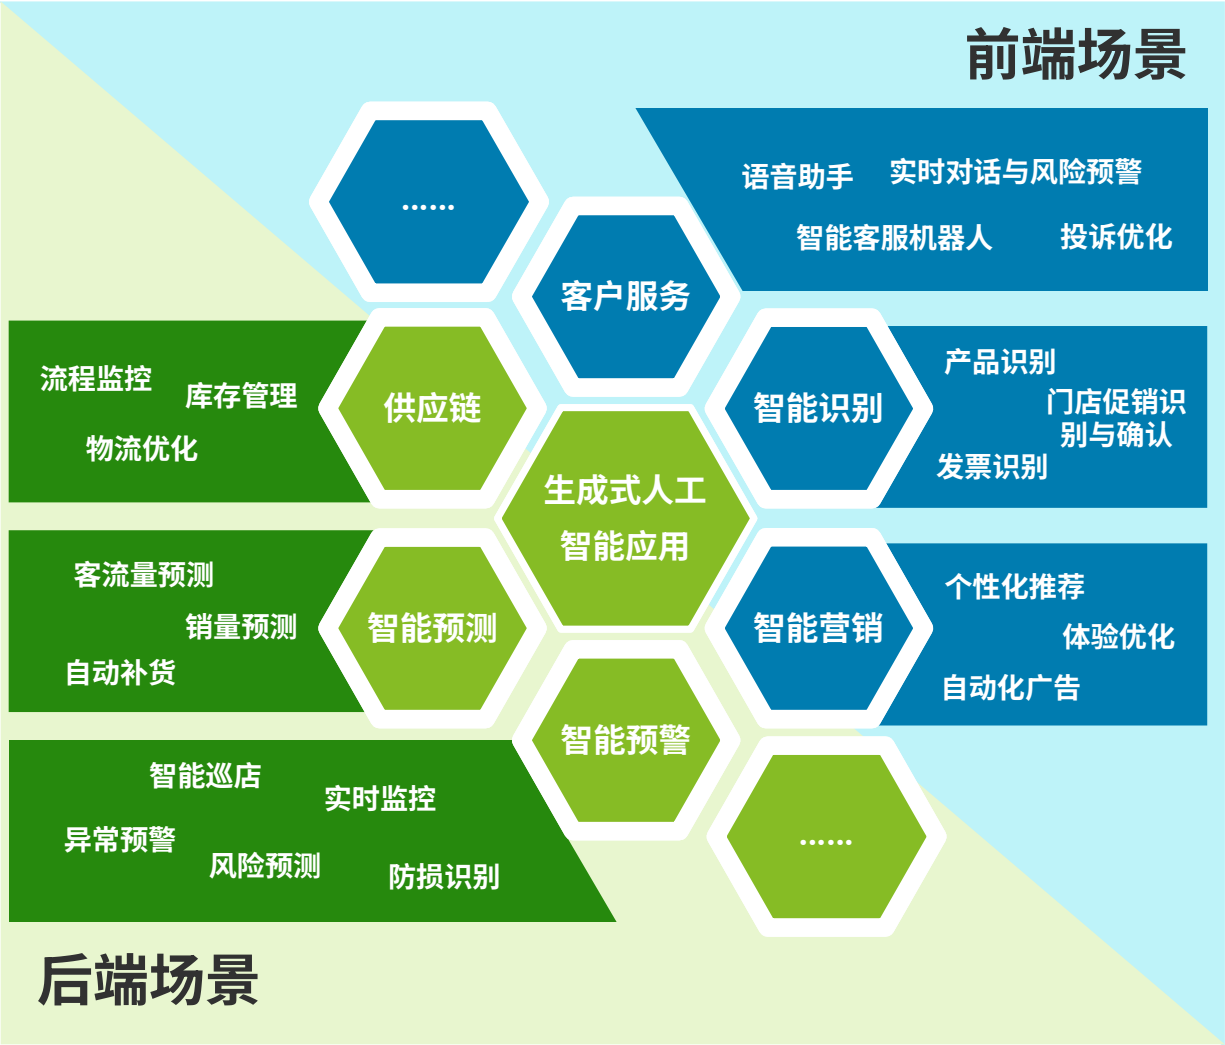 前端场景
语音助手
实时对话与风险预警
智能客服机器人
投诉优化
……
客户服务
流程监控
库存管理
物流优化
供应链
智能识别
产品识别
门店促销识
别与确认
发票识别
生成式人工
智能应用
客流量预测
销量预测
自动补货
智能预测
智能营销
个性化推荐
体验优化
自动化广告
智能预警
智能巡店
实时监控
异常预警
风险预测
防损识别
……
后端场景